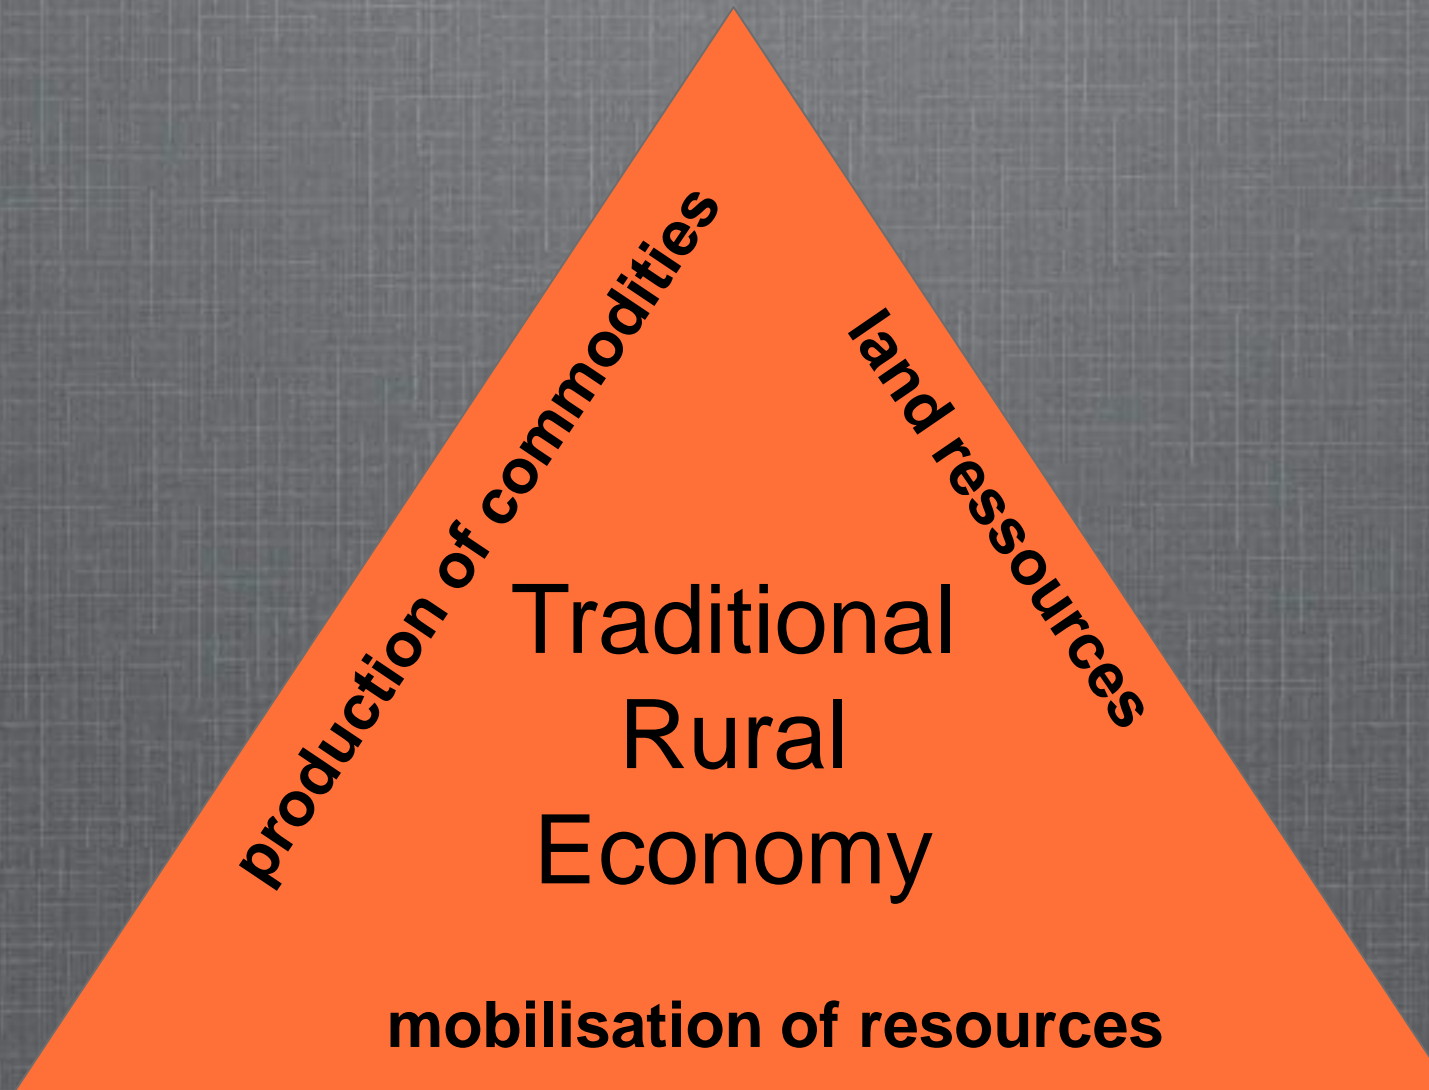 production of commodities
land ressources
Traditional
Rural
Economy
mobilisation of resources